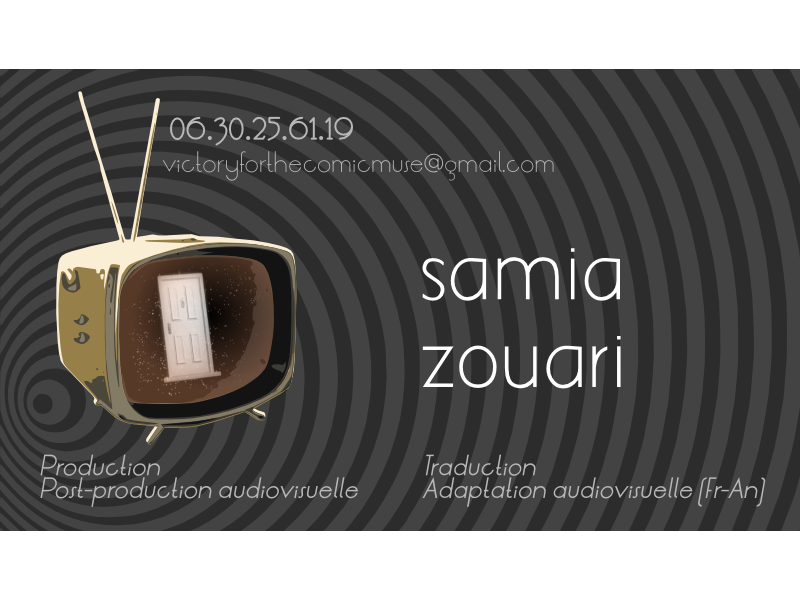 06.30.25.61.19
victoryforthecomicmuse@gmail.com
samia
zouari
Production
Post-production audiovisuelle
Traduction
Adaptation audiovisuelle (Fr-An)